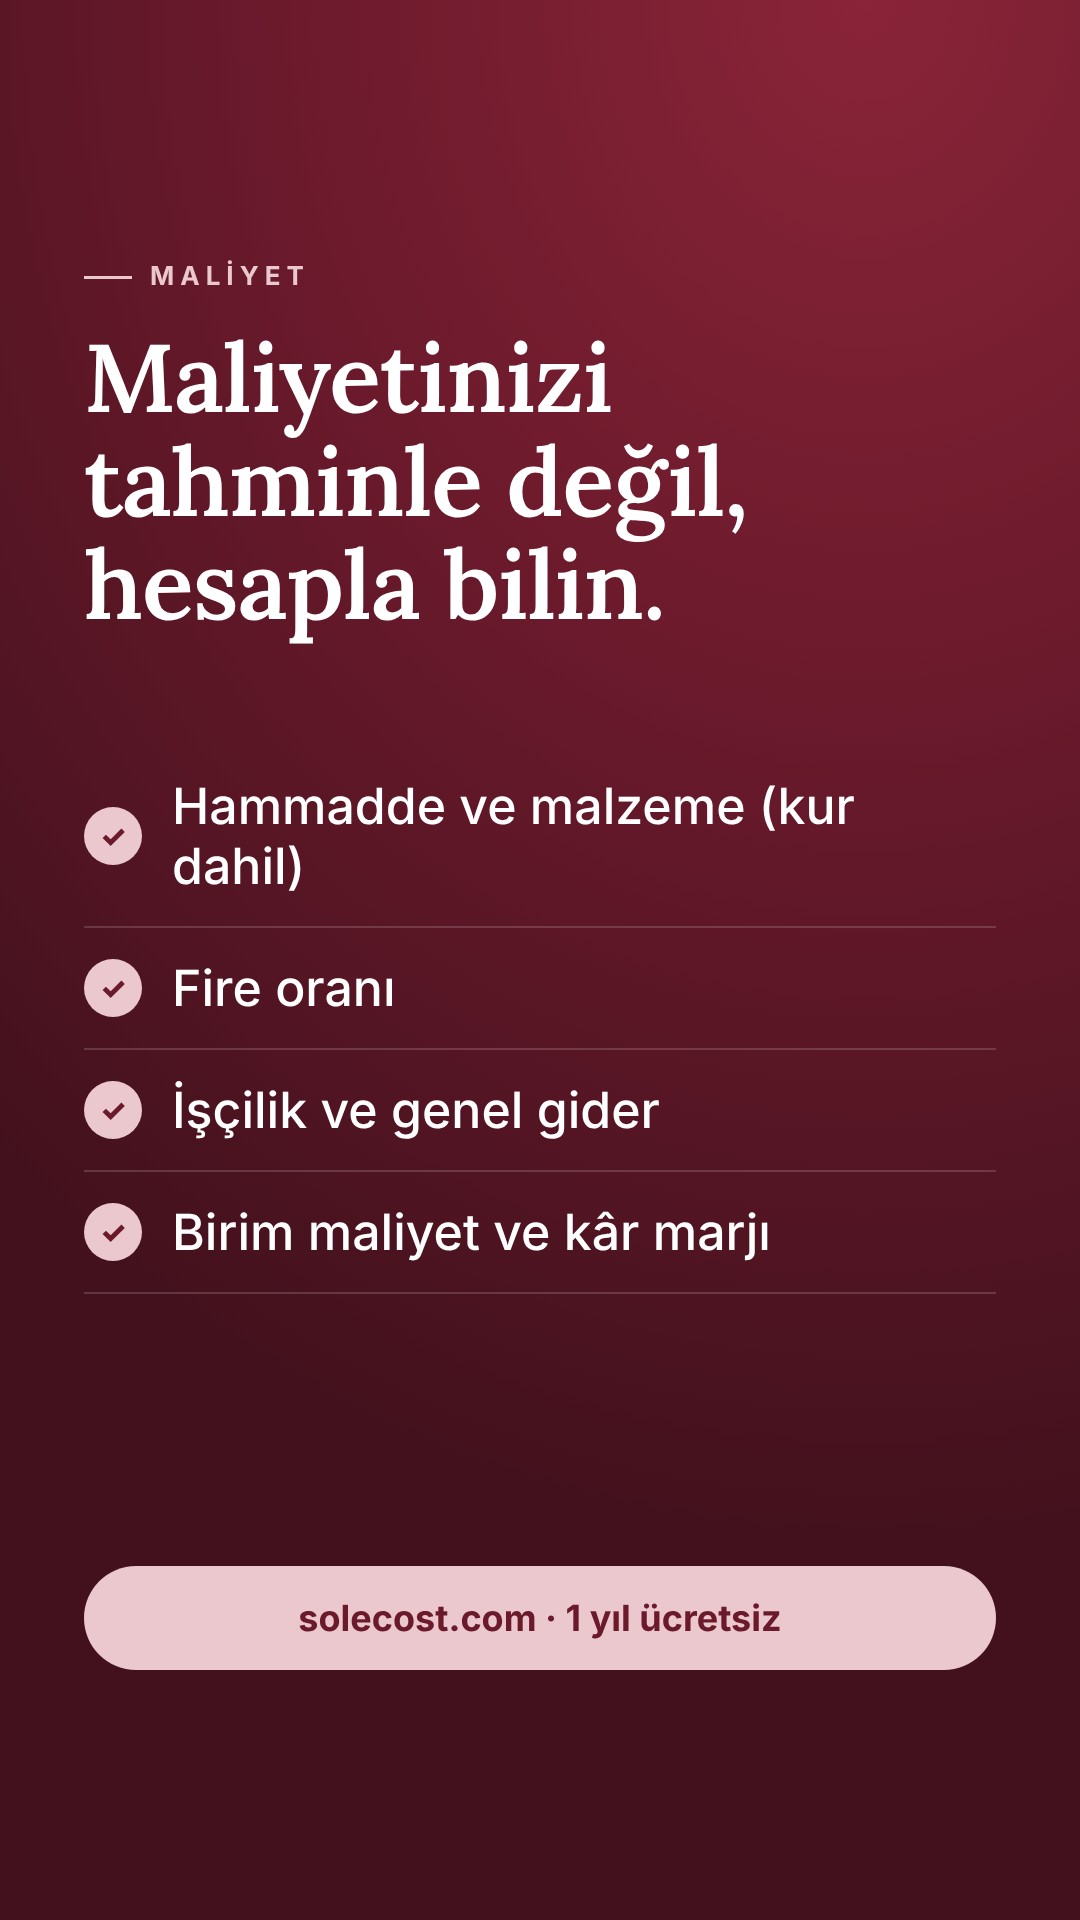 MALİYET
Maliyetinizi
tahminle değil,
hesapla bilin.
Hammadde ve malzeme (kur
dahil)
Fire oranı
İşçilik ve genel gider
Birim maliyet ve kâr marjı
solecost.com · 1 yıl ücretsiz